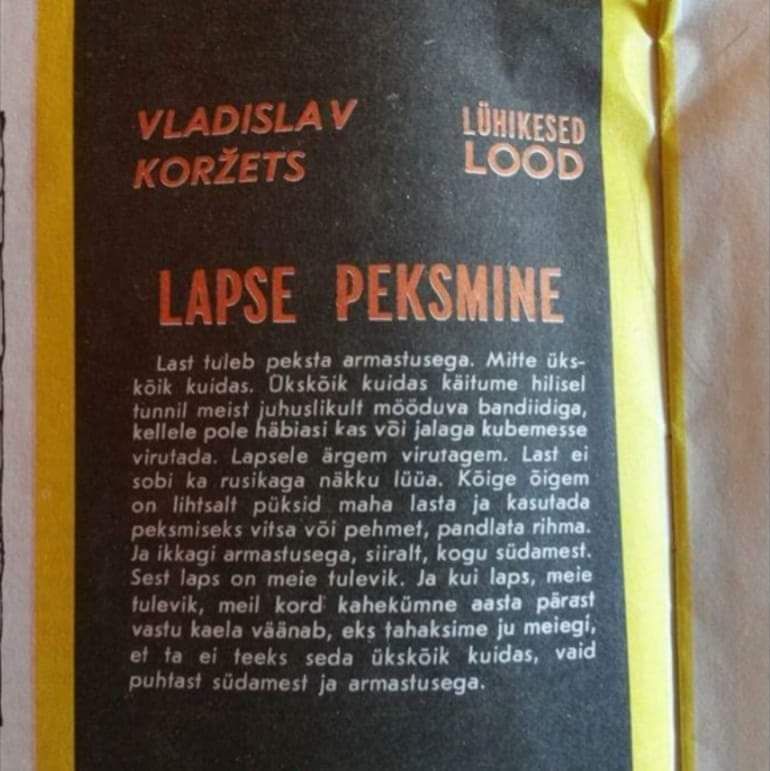 VLADISLAV
KORŽETS
LÜHIKESED
LOOD
LAPSE PEKSMINE
Last tuleb peksta armastusega. Mitte üks-
kõik kuidas. Ükskõik kuidas käitume hilisel
tunnil meist juhuslikult mööduva bandiidiga,
kellele pole häbiasi kas või jalaga kubemesse
virutada. Lapsele ärgem virutagem. Last ei
sobi ka rusikaga näkku lüüa. Kõige õigem
on lihtsalt püksid maha lasta ja kasutada
peksmiseks vitsa või pehmet, pandlata rihma.
Ja ikkagi armastusega, siiralt, kogu südamest.
Sest laps on meie tulevik. Ja kui laps, meie
tulevik, meil kord kahekümne aasta pärast
vastu kaela väänab, eks tahaksime ju meiegi,
et ta ei teeks seda ükskõik kuidas, vaid
puhtast südamest ja armastusega.